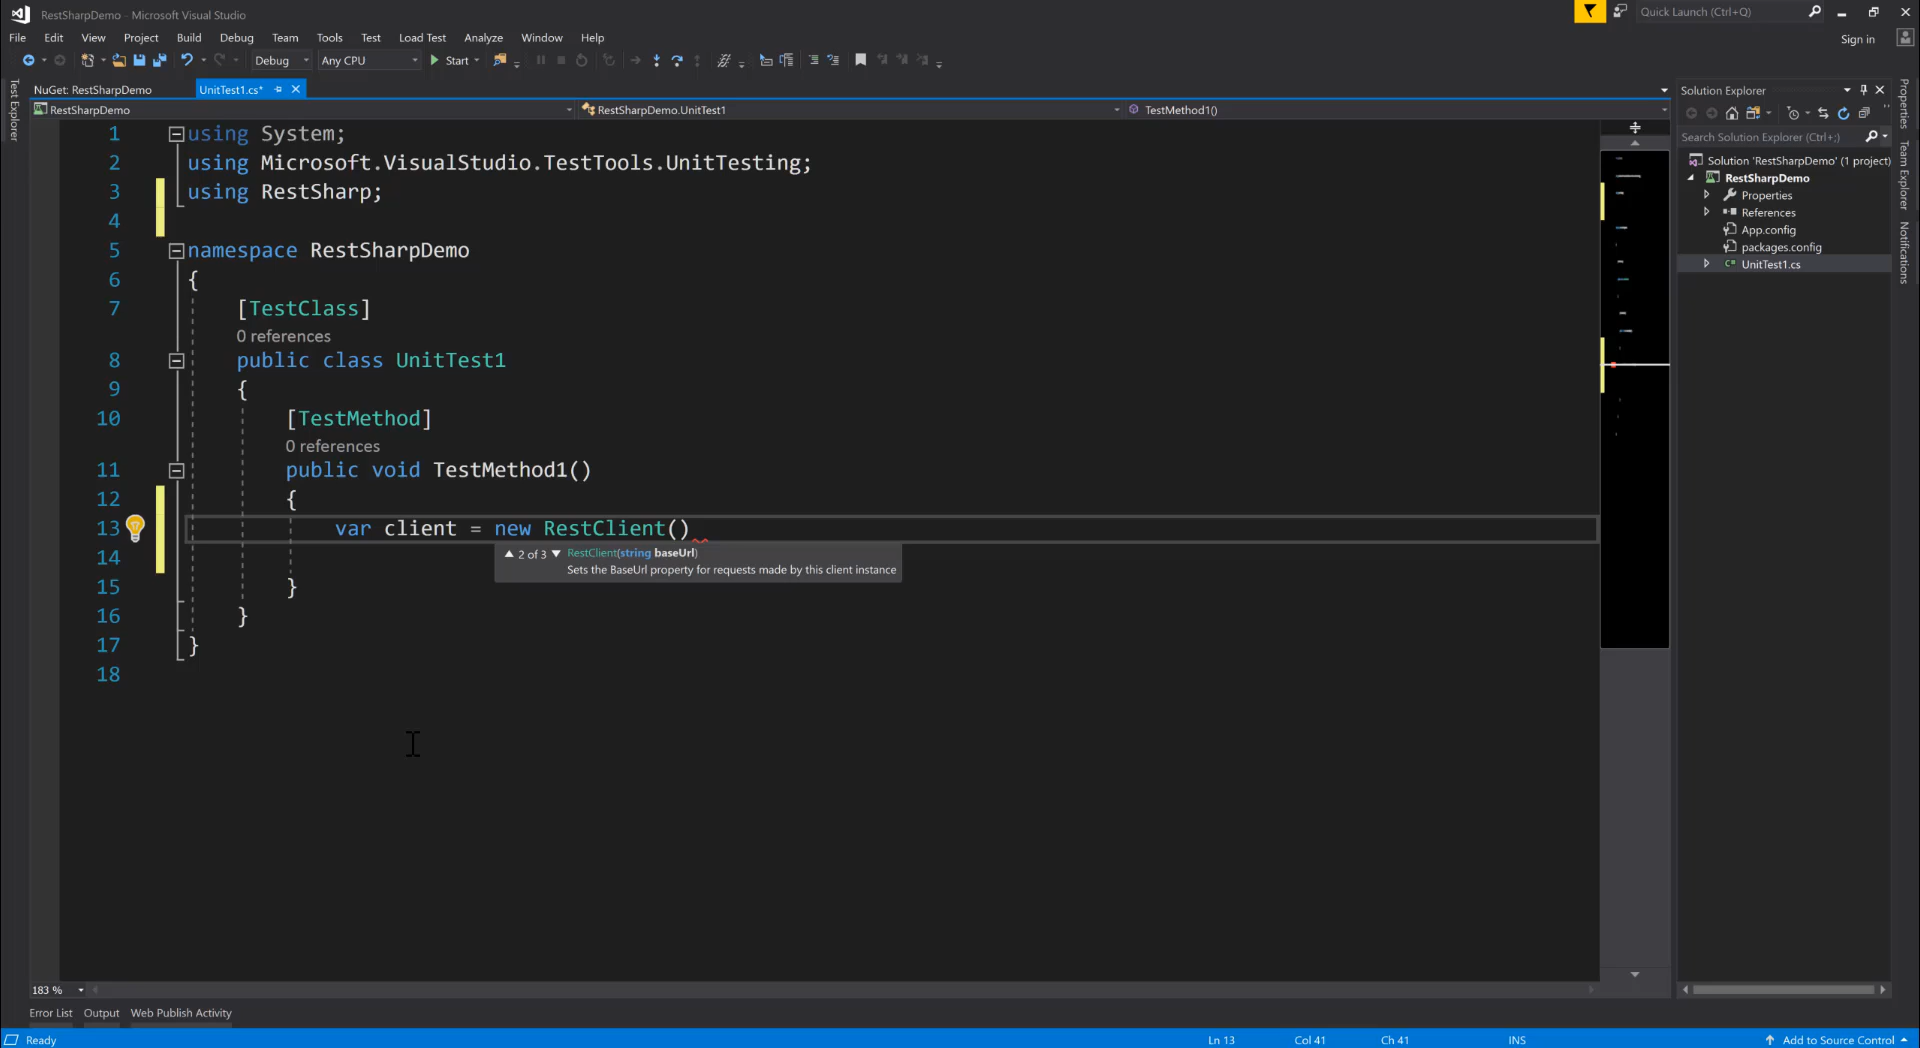 RestSharpDemo - Microsoft Visual Studio
Quick Launch (Ctrl+Q)
File Edit View Project Build Debug Team Tools Test Load Test Analyze Window Help
Sign in
Debug Any CPU Start
Test Explorer
NuGet: RestSharpDemo
UnitTest1.cs*
RestSharpDemo
RestSharpDemo.UnitTest1
TestMethod1()
1 using System;
2 using Microsoft.VisualStudio.TestTools.UnitTesting;
3 using RestSharp;
4
5 namespace RestSharpDemo
6 {
7 [TestClass]
0 references
8 public class UnitTest1
9 {
10 [TestMethod]
0 references
11 public void TestMethod1()
12 {
13 var client = new RestClient()
2 of 3 RestClient(string baseUrl)
Sets the BaseUrl property for requests made by this client instance
14
15 }
16 }
17 }
18
Solution Explorer
Search Solution Explorer (Ctrl+;)
Solution 'RestSharpDemo' (1 project)
RestSharpDemo
Properties
References
App.config
packages.config
UnitTest1.cs
Properties
Team Explorer
Notifications
183 %
Error List Output Web Publish Activity
Ready
Ln 13 Col 41 Ch 41 INS
Add to Source Control